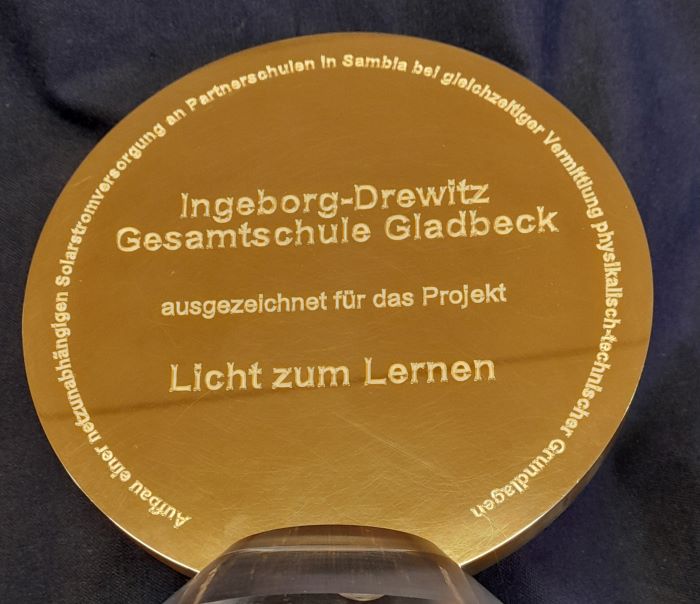 Aufbau einer netzunabhängigen Solarstromversorgung an Partnerschulen in Sambia bei gleichzeitiger Vermittlung physikalisch-technischer Grundlagen
Ingeborg-Drewitz
Gesamtschule Gladbeck
ausgezeichnet für das Projekt
Licht zum Lernen